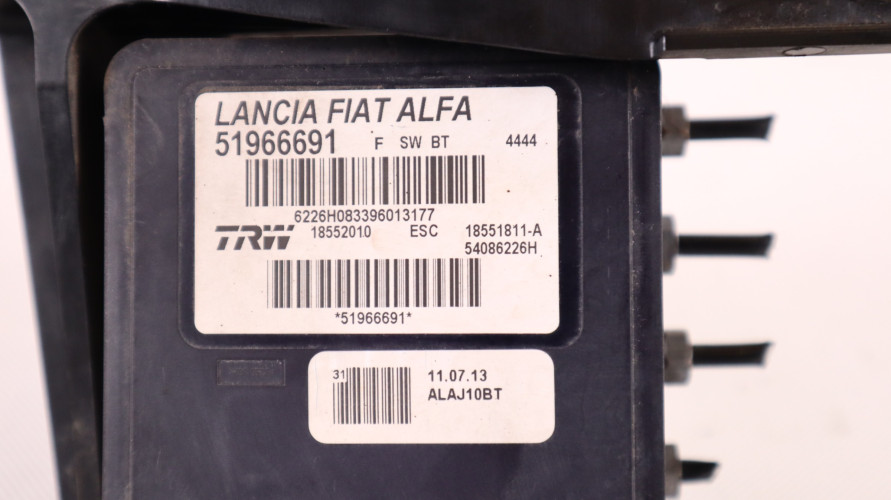 LANCIA FIAT ALFA
51966691 F SW BT 4444
6226H083396013177
TRW 18552010 ESC 18551811-A
54086226H
*51966691*
31 11.07.13
ALAJ10BT